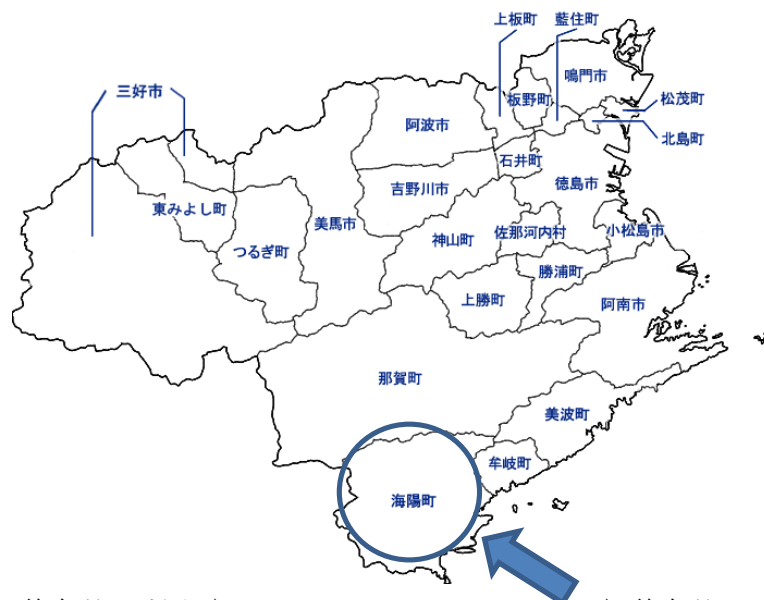 上板町
藍住町
鳴門市
三好市
板野町
松茂町
阿波市
北島町
石井町
吉野川市
徳島市
東みよし町
美馬市
佐那河内村
小松島市
神山町
つるぎ町
勝浦町
上勝町
阿南市
那賀町
美波町
牟岐町
海陽町